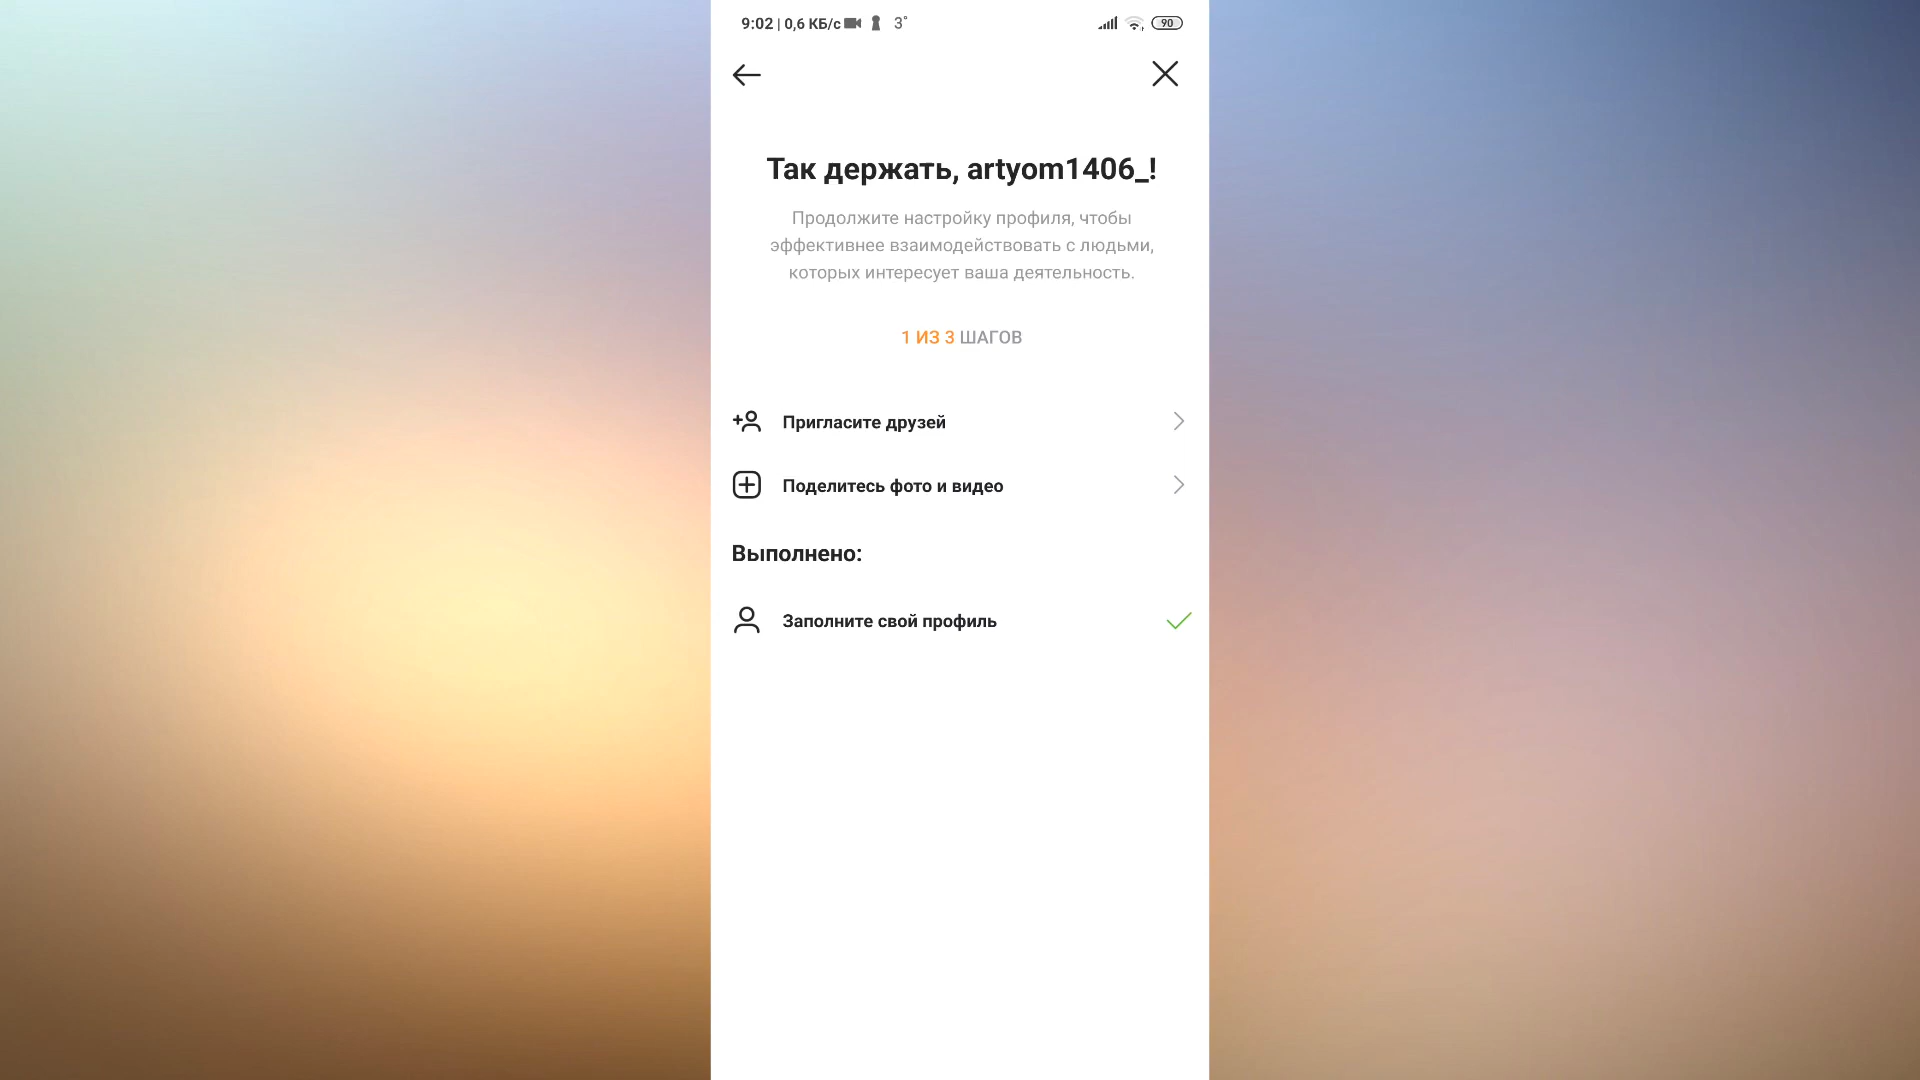 9:02 | 0,6 КБ/с 3° 90
Так держать, artyom1406_!
Продолжите настройку профиля, чтобы
эффективнее взаимодействовать с людьми,
которых интересует ваша деятельность.
1 ИЗ 3 ШАГОВ
Пригласите друзей
Поделитесь фото и видео
Выполнено:
Заполните свой профиль